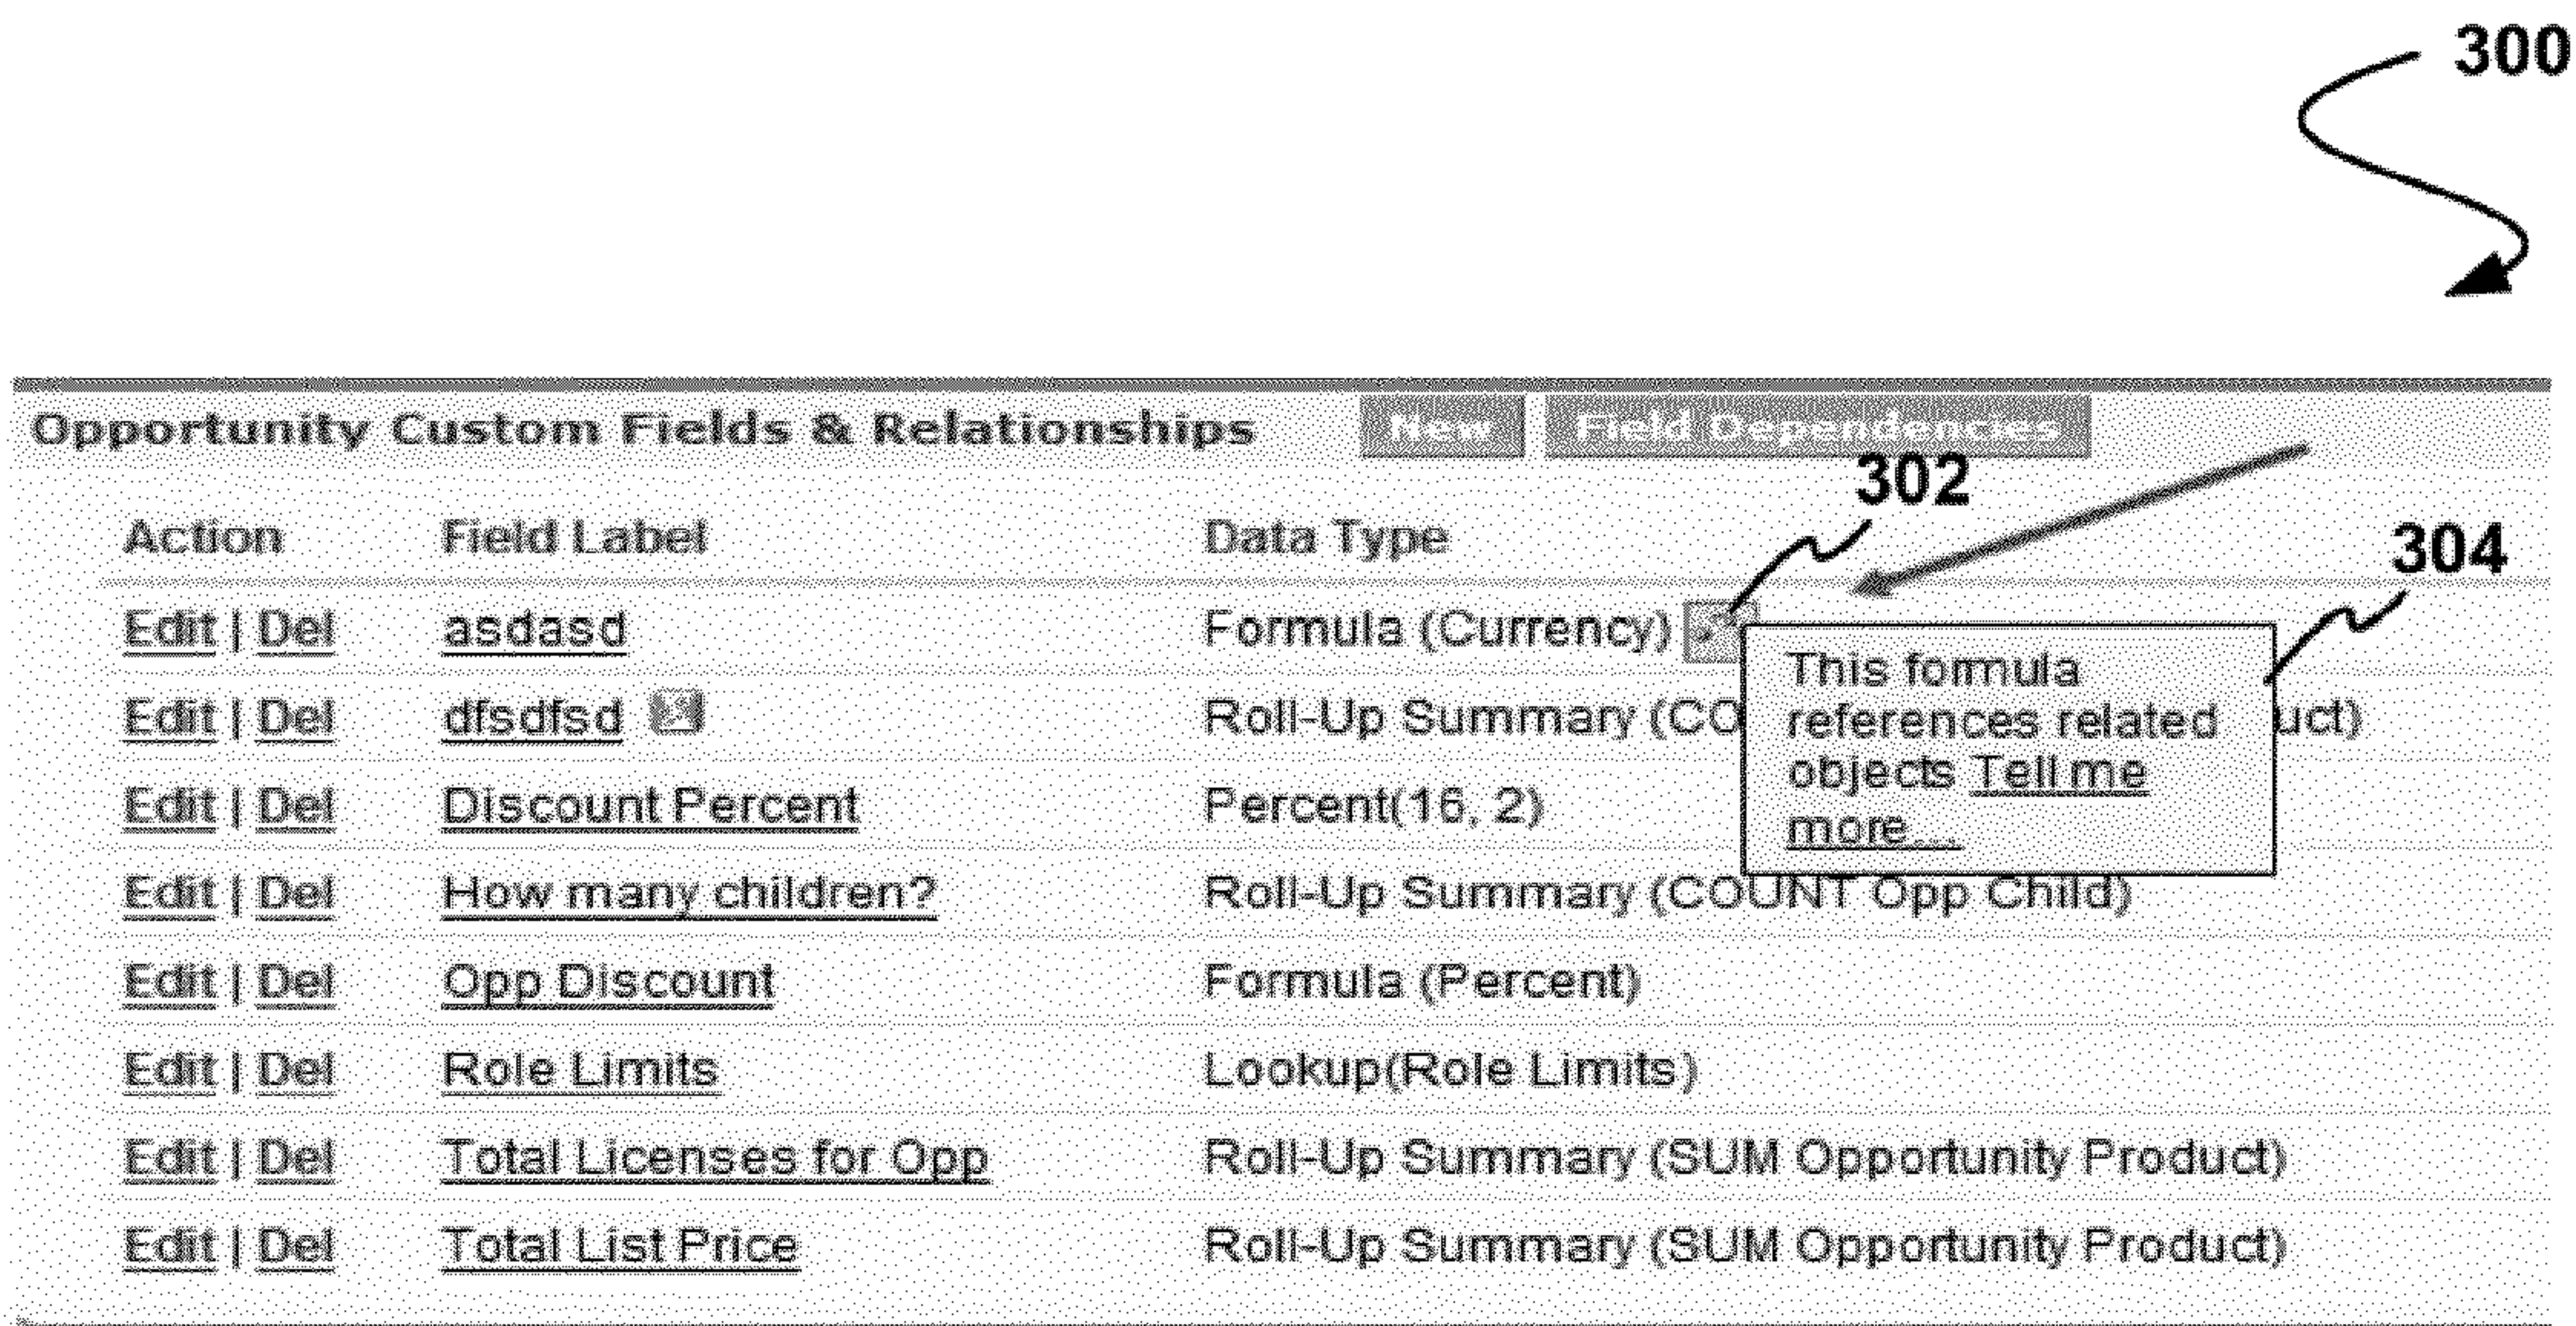 300
Opportunity Custom Fields & Relationships New Field Dependencies
302
Action Field Label Data Type
304
Edit | Del asdasd Formula (Currency)
This formula
references related
objects Tell me
more...
Edit | Del dfsdfsd Roll-Up Summary (CO uct)
Edit | Del Discount Percent Percent(16, 2)
Edit | Del How many children? Roll-Up Summary (COUNT Opp Child)
Edit | Del Opp Discount Formula (Percent)
Edit | Del Role Limits Lookup(Role Limits)
Edit | Del Total Licenses for Opp Roll-Up Summary (SUM Opportunity Product)
Edit | Del Total List Price Roll-Up Summary (SUM Opportunity Product)